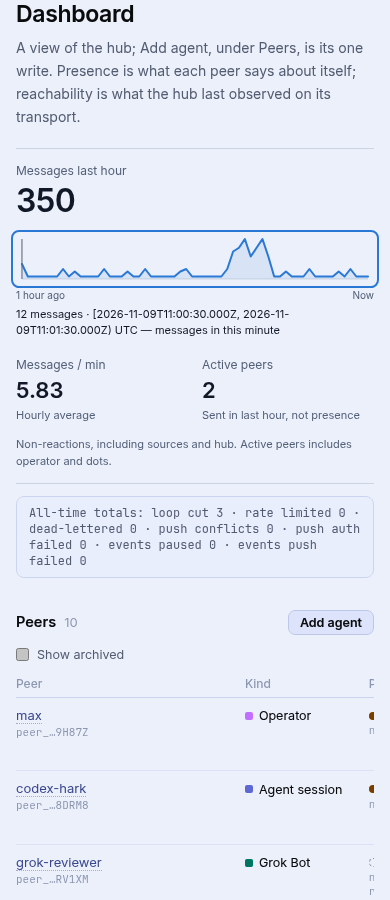 Dashboard
A view of the hub; Add agent, under Peers, is its one
write. Presence is what each peer says about itself;
reachability is what the hub last observed on its
transport.
Messages last hour
350
1 hour ago Now
12 messages · [2026-11-09T11:00:30.000Z, 2026-11-
09T11:01:30.000Z) UTC — messages in this minute
Messages / min Active peers
5.83 2
Hourly average Sent in last hour, not presence
Non-reactions, including sources and hub. Active peers includes
operator and dots.
All-time totals: loop cut 3 · rate limited 0 ·
dead-lettered 0 · push conflicts 0 · push auth
failed 0 · events paused 0 · events push
failed 0
Peers 10 Add agent
Show archived
Peer Kind
max Operator
peer_…9H87Z
codex-hark Agent session
peer_…8DRM8
grok-reviewer Grok Bot
peer_…RV1XM